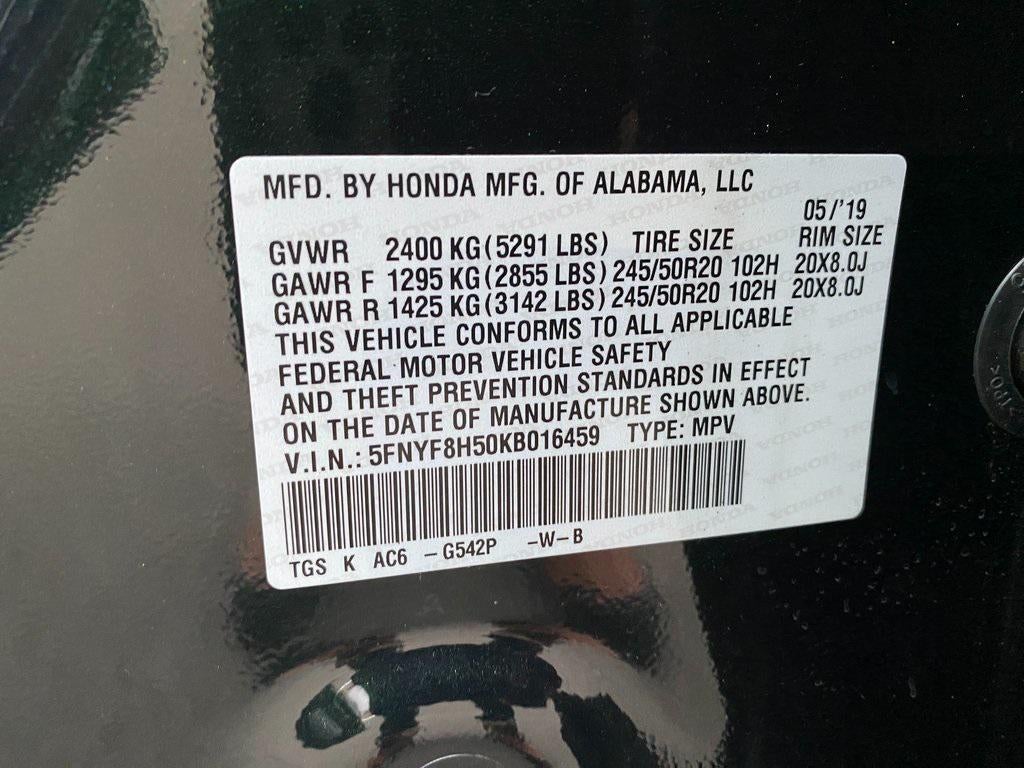 MFD. BY HONDA MFG. OF ALABAMA, LLC
05/'19
GVWR 2400 KG (5291 LBS) TIRE SIZE RIM SIZE
GAWR F 1295 KG (2855 LBS) 245/50R20 102H 20X8.0J
GAWR R 1425 KG (3142 LBS) 245/50R20 102H 20X8.0J
THIS VEHICLE CONFORMS TO ALL APPLICABLE
FEDERAL MOTOR VEHICLE SAFETY
AND THEFT PREVENTION STANDARDS IN EFFECT
ON THE DATE OF MANUFACTURE SHOWN ABOVE.
V.I.N.: 5FNYF8H50KB016459 TYPE: MPV
TGS K AC6 -G542P -W-B